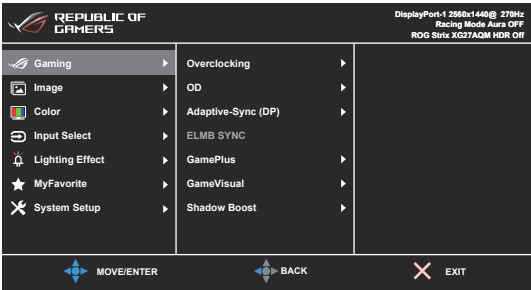 REPUBLIC OF
GAMERS
DisplayPort-1 2560x1440@ 270Hz
Racing Mode Aura OFF
ROG Strix XG27AQM HDR Off
Gaming
Image
Color
Input Select
Lighting Effect
MyFavorite
System Setup
Overclocking
OD
Adaptive-Sync (DP)
ELMB SYNC
GamePlus
GameVisual
Shadow Boost
MOVE/ENTER
BACK
EXIT